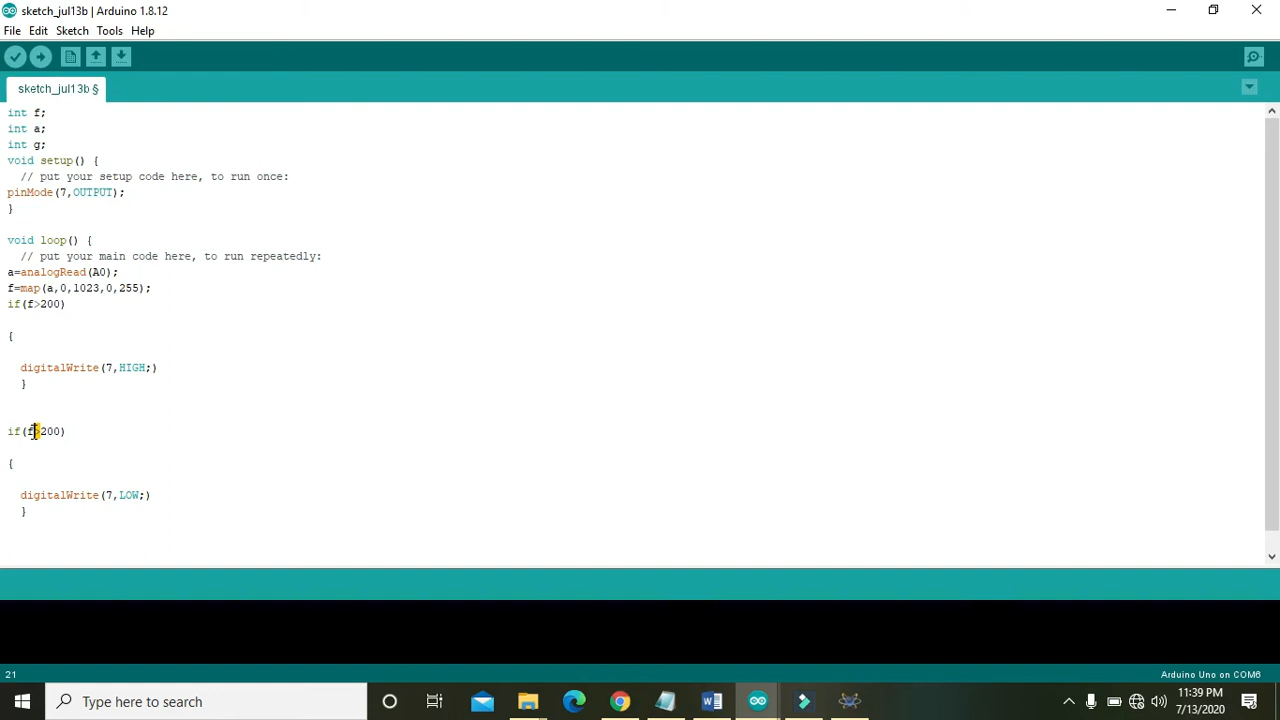 sketch_jul13b | Arduino 1.8.12
File Edit Sketch Tools Help
sketch_jul13b §
int f;
int a;
int g;
void setup() {
// put your setup code here, to run once:
pinMode(7,OUTPUT);
}
void loop() {
// put your main code here, to run repeatedly:
a=analogRead(A0);
f=map(a,0,1023,0,255);
if(f>200)
{
digitalWrite(7,HIGH;)
}
if(f>200)
{
digitalWrite(7,LOW;)
}
21
Arduino Uno on COM6
Type here to search
11:39 PM
7/13/2020